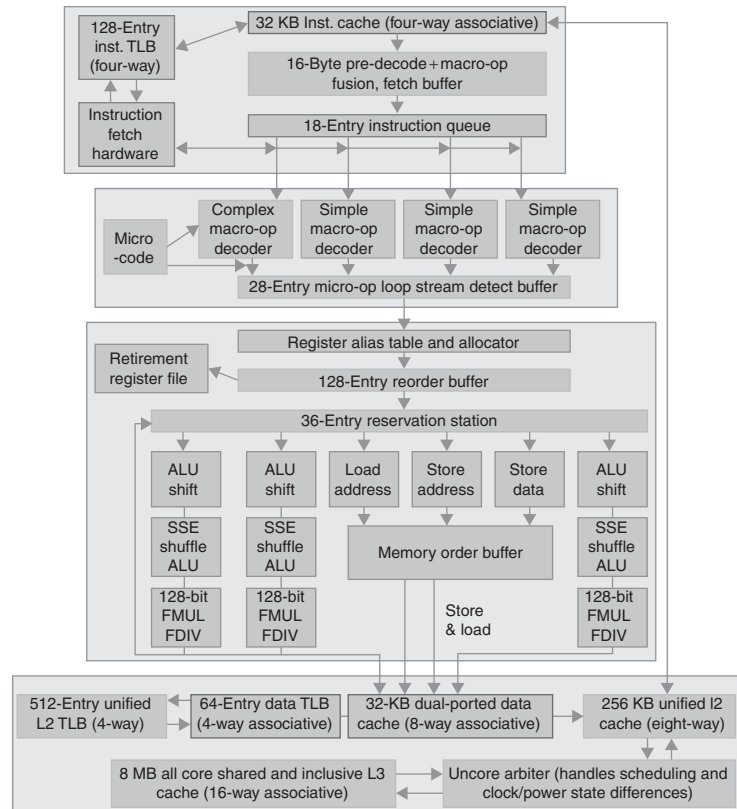 128-Entry
inst. TLB
(four-way)
32 KB Inst. cache (four-way associative)
16-Byte pre-decode+macro-op
fusion, fetch buffer
Instruction
fetch
hardware
18-Entry instruction queue
Micro
-code
Complex
macro-op
decoder
Simple
macro-op
decoder
Simple
macro-op
decoder
Simple
macro-op
decoder
28-Entry micro-op loop stream detect buffer
Register alias table and allocator
Retirement
register file
128-Entry reorder buffer
36-Entry reservation station
ALU
shift
ALU
shift
Load
address
Store
address
Store
data
ALU
shift
SSE
shuffle
ALU
SSE
shuffle
ALU
Memory order buffer
SSE
shuffle
ALU
128-bit
FMUL
FDIV
128-bit
FMUL
FDIV
Store
& load
128-bit
FMUL
FDIV
512-Entry unified
L2 TLB (4-way)
64-Entry data TLB
(4-way associative)
32-KB dual-ported data
cache (8-way associative)
256 KB unified l2
cache (eight-way)
8 MB all core shared and inclusive L3
cache (16-way associative)
Uncore arbiter (handles scheduling and
clock/power state differences)